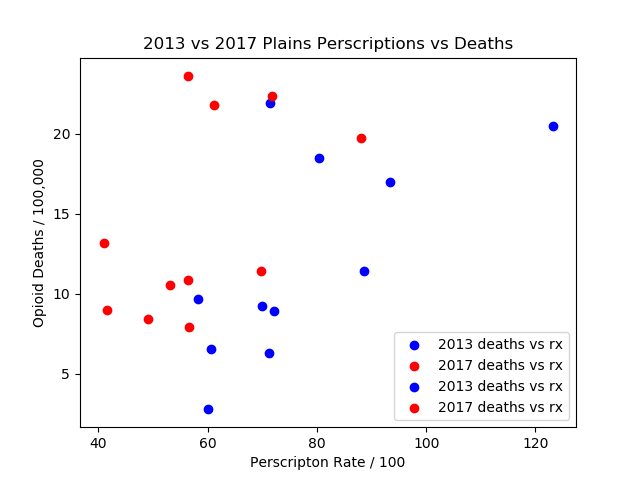 2013 vs 2017 Plains Perscriptions vs Deaths
Opioid Deaths / 100,000
20
15
10
5
2013 deaths vs rx
2017 deaths vs rx
2013 deaths vs rx
2017 deaths vs rx
40 60 80 100 120
Perscripton Rate / 100